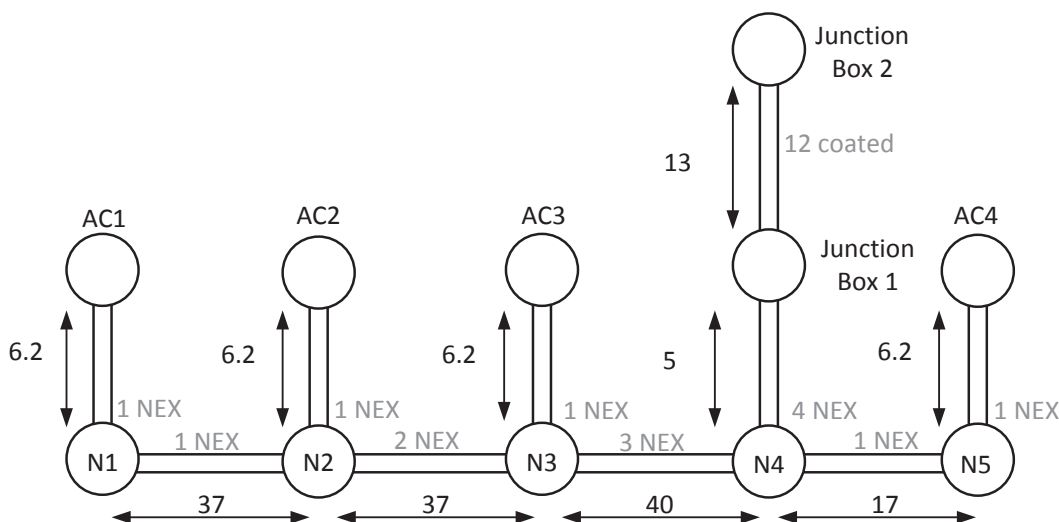 Junction
Box 2
12 coated
13
AC1
AC2
AC3
AC4
Junction
Box 1
6.2
6.2
6.2
5
6.2
1 NEX
1 NEX
1 NEX
4 NEX
1 NEX
1 NEX
2 NEX
3 NEX
1 NEX
N1
N2
N3
N4
N5
37
37
40
17